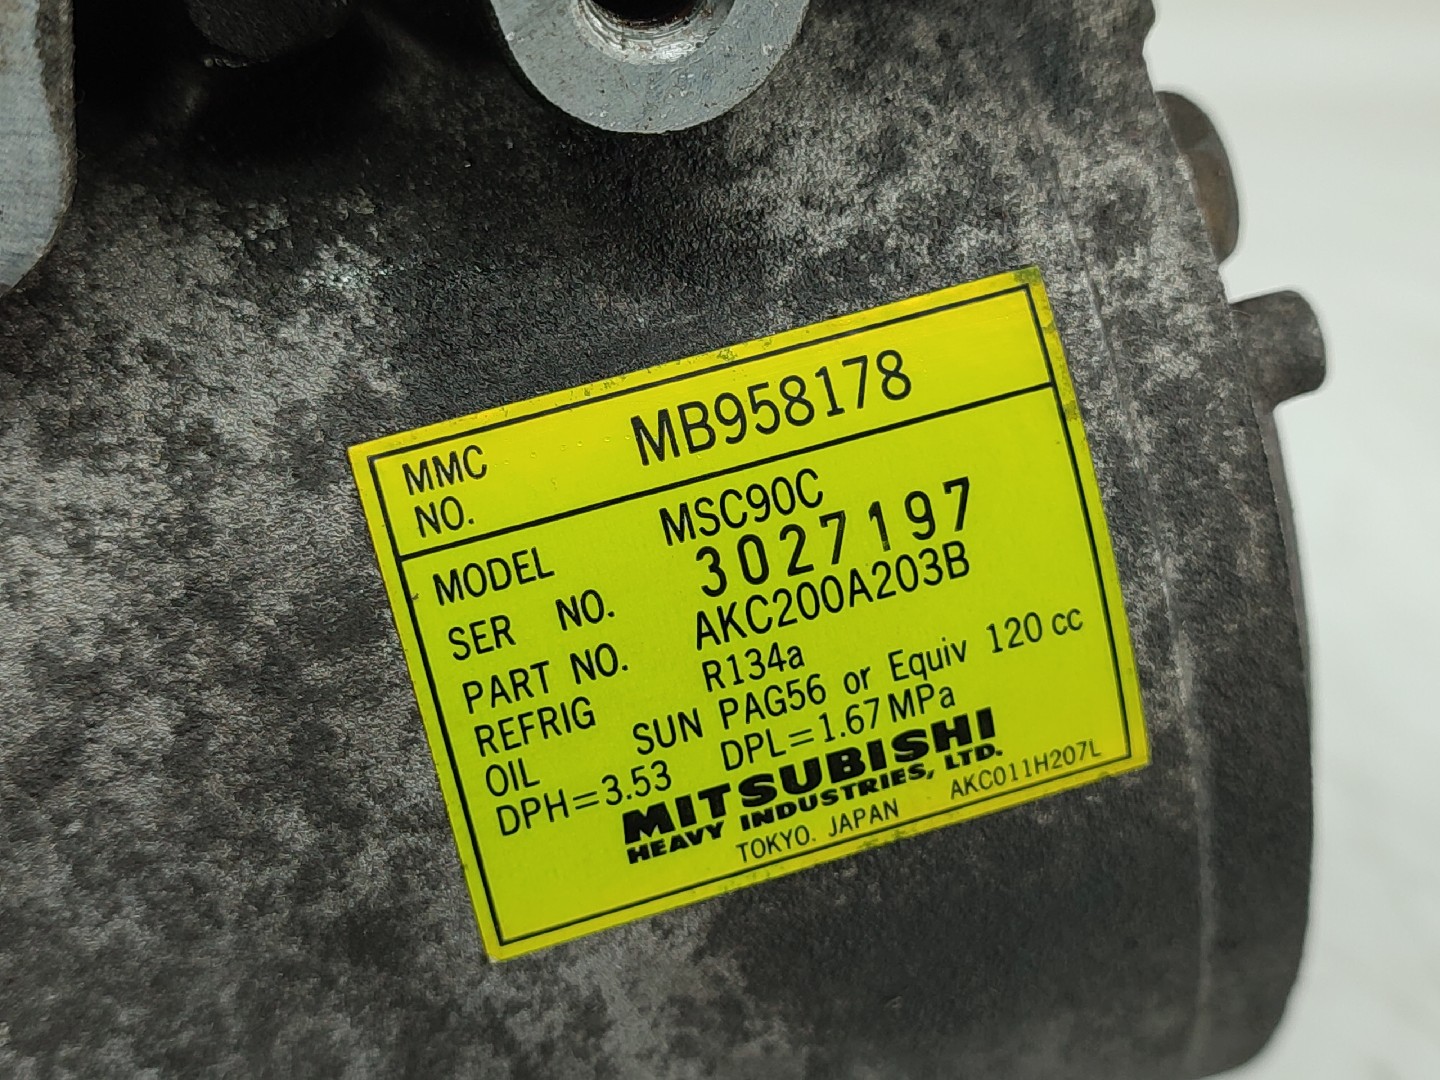 MMC NO. MB958178
MODEL MSC90C
SER NO. 3027197
PART NO. AKC200A203B
REFRIG R134a
OIL SUN PAG56 or Equiv 120 cc
DPH=3.53 DPL=1.67 MPa
MITSUBISHI
HEAVY INDUSTRIES, LTD.
TOKYO. JAPAN AKC011H207L